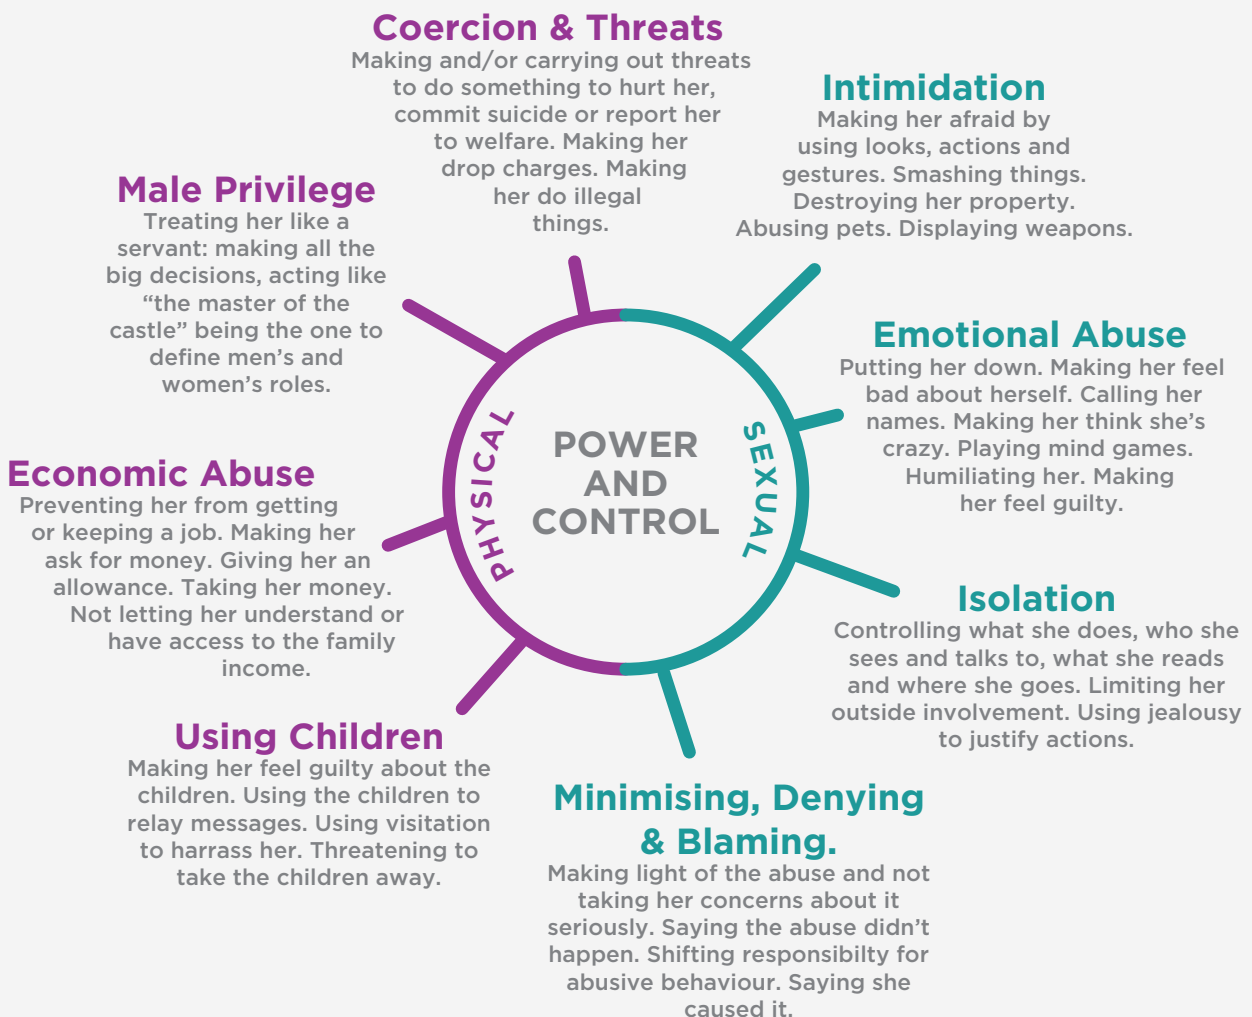 Coercion & Threats
Making and/or carrying out threats
to do something to hurt her,
commit suicide or report her
to welfare. Making her
drop charges. Making
her do illegal
things.
Intimidation
Making her afraid by
using looks, actions and
gestures. Smashing things.
Destroying her property.
Abusing pets. Displaying weapons.
Male Privilege
Treating her like a
servant: making all the
big decisions, acting like
“the master of the
castle” being the one to
define men’s and
women’s roles.
Emotional Abuse
Putting her down. Making her feel
bad about herself. Calling her
names. Making her think she’s
crazy. Playing mind games.
Humiliating her. Making
her feel guilty.
PHYSICAL
POWER
AND
CONTROL
SEXUAL
Economic Abuse
Preventing her from getting
or keeping a job. Making her
ask for money. Giving her an
allowance. Taking her money.
Not letting her understand or
have access to the family
income.
Isolation
Controlling what she does, who she
sees and talks to, what she reads
and where she goes. Limiting her
outside involvement. Using jealousy
to justify actions.
Using Children
Making her feel guilty about the
children. Using the children to
relay messages. Using visitation
to harrass her. Threatening to
take the children away.
Minimising, Denying
& Blaming.
Making light of the abuse and not
taking her concerns about it
seriously. Saying the abuse didn’t
happen. Shifting responsibilty for
abusive behaviour. Saying she
caused it.